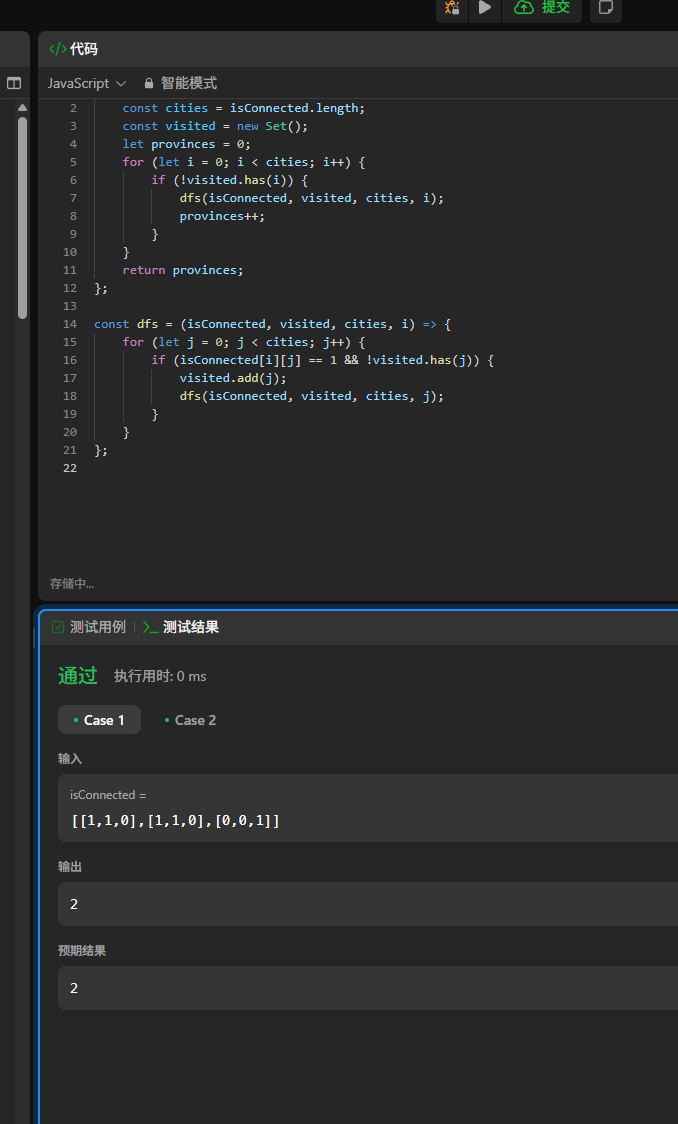 提交
</>代码
JavaScript 智能模式
2 const cities = isConnected.length;
3 const visited = new Set();
4 let provinces = 0;
5 for (let i = 0; i < cities; i++) {
6 if (!visited.has(i)) {
7 dfs(isConnected, visited, cities, i);
8 provinces++;
9 }
10 }
11 return provinces;
12 };
13
14 const dfs = (isConnected, visited, cities, i) => {
15 for (let j = 0; j < cities; j++) {
16 if (isConnected[i][j] == 1 && !visited.has(j)) {
17 visited.add(j);
18 dfs(isConnected, visited, cities, j);
19 }
20 }
21 };
22
存储中...
测试用例 | >_ 测试结果
通过 执行用时: 0 ms
• Case 1 • Case 2
输入
isConnected =
[[1,1,0],[1,1,0],[0,0,1]]
输出
2
预期结果
2